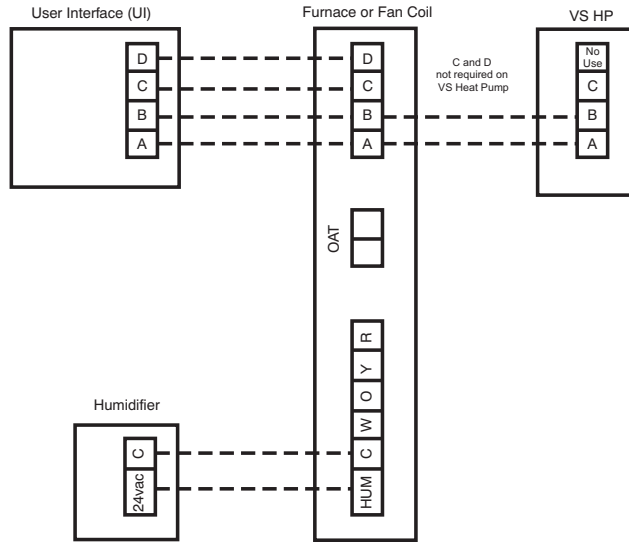 User Interface (UI)
D
C
B
A
Furnace or Fan Coil
D
C
B
A
OAT
R
Y
O
W
C
HUM
C and D
not required on
VS Heat Pump
VS HP
No
Use
C
B
A
Humidifier
C
24vac